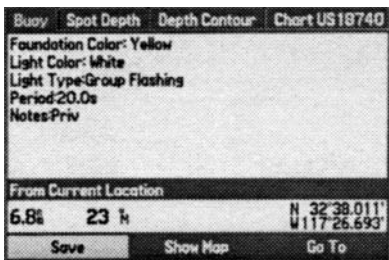 Buoy Spot Depth Depth Contour Chart US18740
Foundation Color: Yellow
Light Color: White
Light Type:Group Flashing
Period:20.0s
Notes:Priv
From Current Location
6.8 23 N 32°38.011'
W117°26.693'
Save Show Map Go To